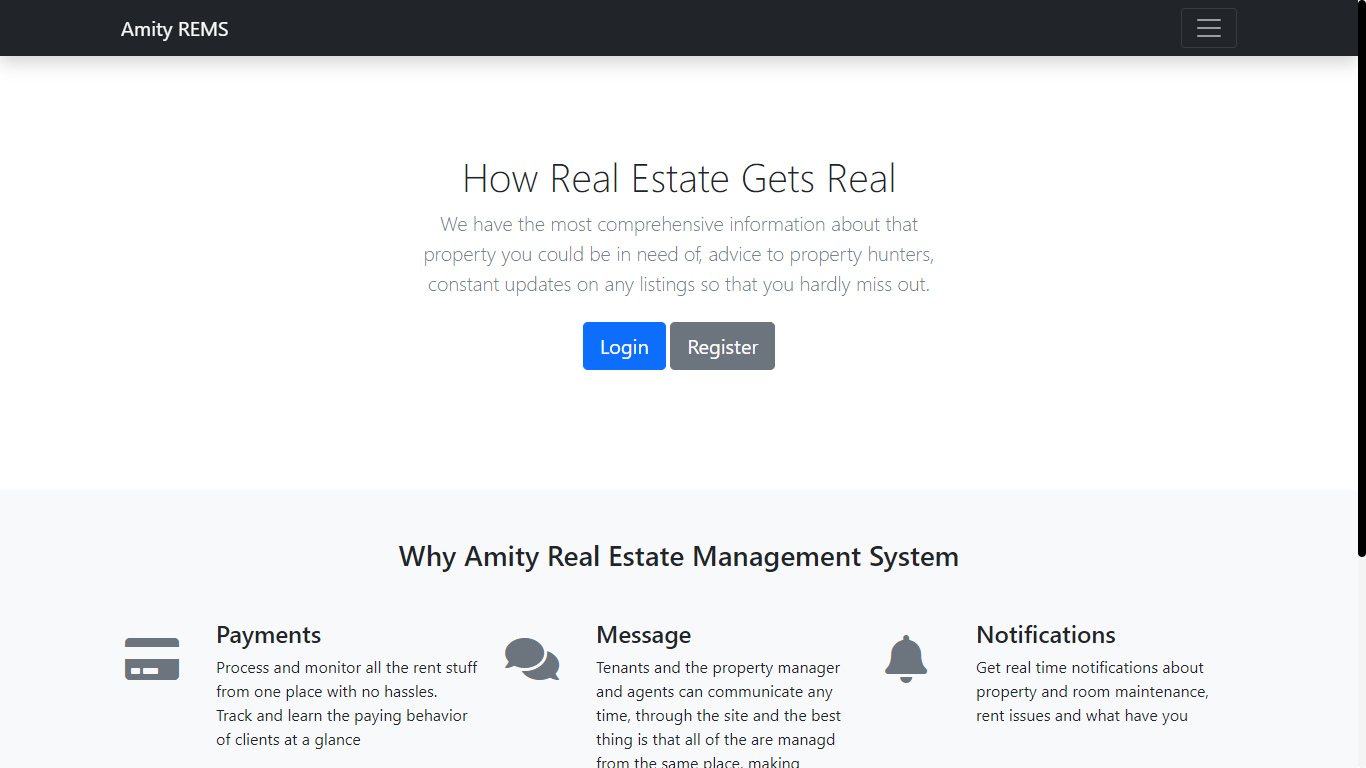 Amity REMS
How Real Estate Gets Real
We have the most comprehensive information about that
property you could be in need of, advice to property hunters,
constant updates on any listings so that you hardly miss out.
Login
Register
Why Amity Real Estate Management System
Payments
Process and monitor all the rent stuff
from one place with no hassles.
Track and learn the paying behavior
of clients at a glance
Message
Tenants and the property manager
and agents can communicate any
time, through the site and the best
thing is that all of the are managd
from the same place, making
Notifications
Get real time notifications about
property and room maintenance,
rent issues and what have you